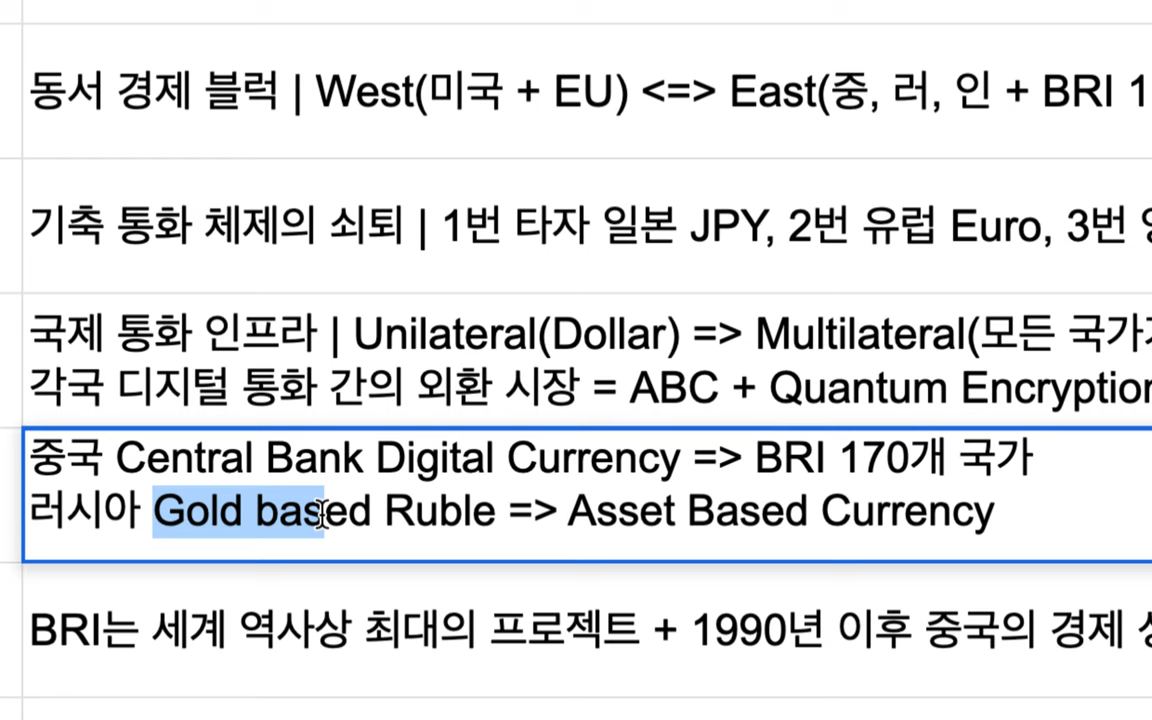 동서 경제 블럭 | West(미국 + EU) <=> East(중, 러, 인 + BRI 1
기축 통화 체제의 쇠퇴 | 1번 타자 일본 JPY, 2번 유럽 Euro, 3번
국제 통화 인프라 | Unilateral(Dollar) => Multilateral(모든 국가가
각국 디지털 통화 간의 외환 시장 = ABC + Quantum Encryption
중국 Central Bank Digital Currency => BRI 170개 국가
러시아 Gold based Ruble => Asset Based Currency
BRI는 세계 역사상 최대의 프로젝트 + 1990년 이후 중국의 경제